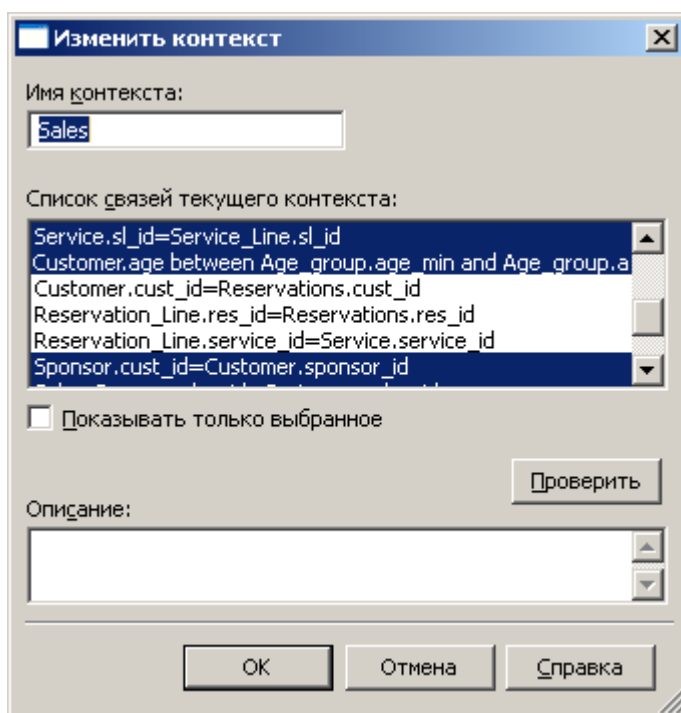 Изменить контекст
Имя контекста:
Sales
Список связей текущего контекста:
Service.sl_id=Service_Line.sl_id
Customer.age between Age_group.age_min and Age_group.a
Customer.cust_id=Reservations.cust_id
Reservation_Line.res_id=Reservations.res_id
Reservation_Line.service_id=Service.service_id
Sponsor.cust_id=Customer.sponsor_id
Показывать только выбранное
Проверить
Описание:
OK
Отмена
Справка